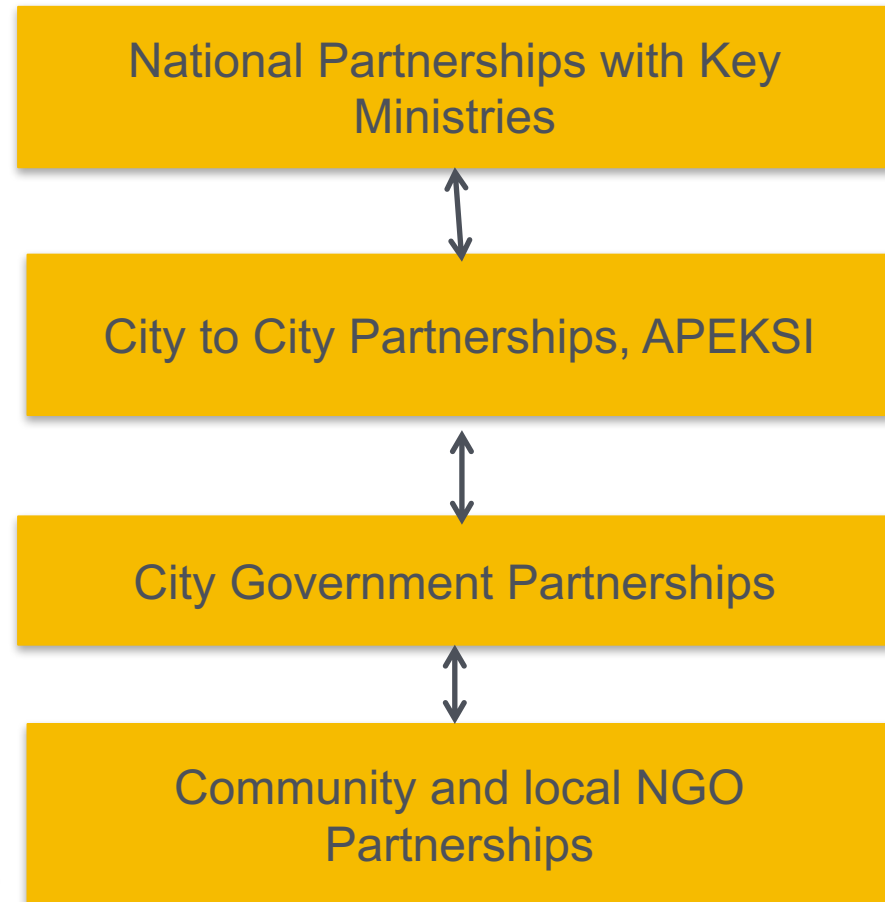 National Partnerships with Key
Ministries
City to City Partnerships, APEKSI
City Government Partnerships
Community and local NGO
Partnerships